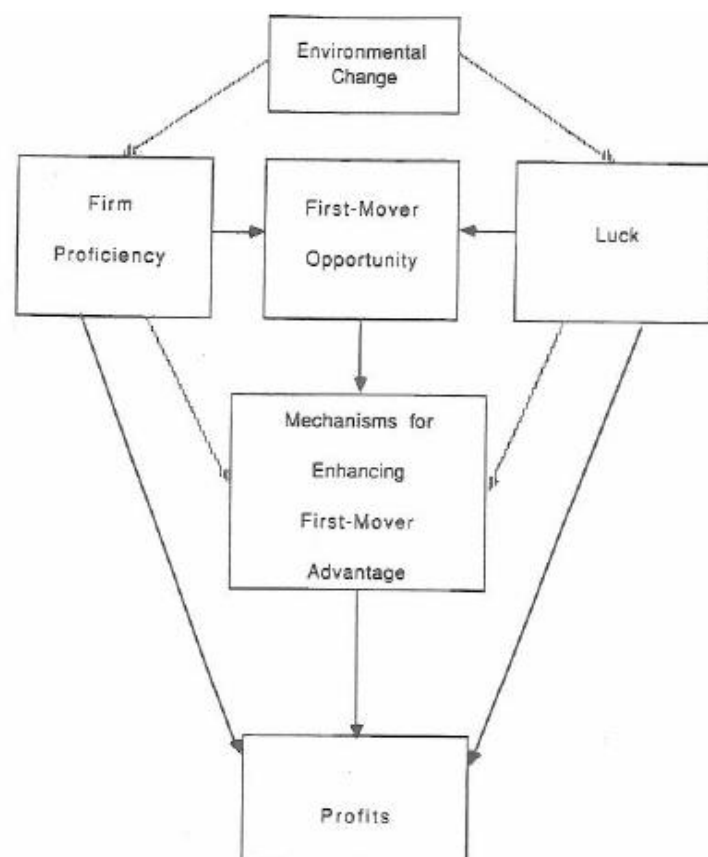 Environmental
Change
Firm
Proficiency
First-Mover
Opportunity
Luck
Mechanisms for
Enhancing
First-Mover
Advantage
Profits